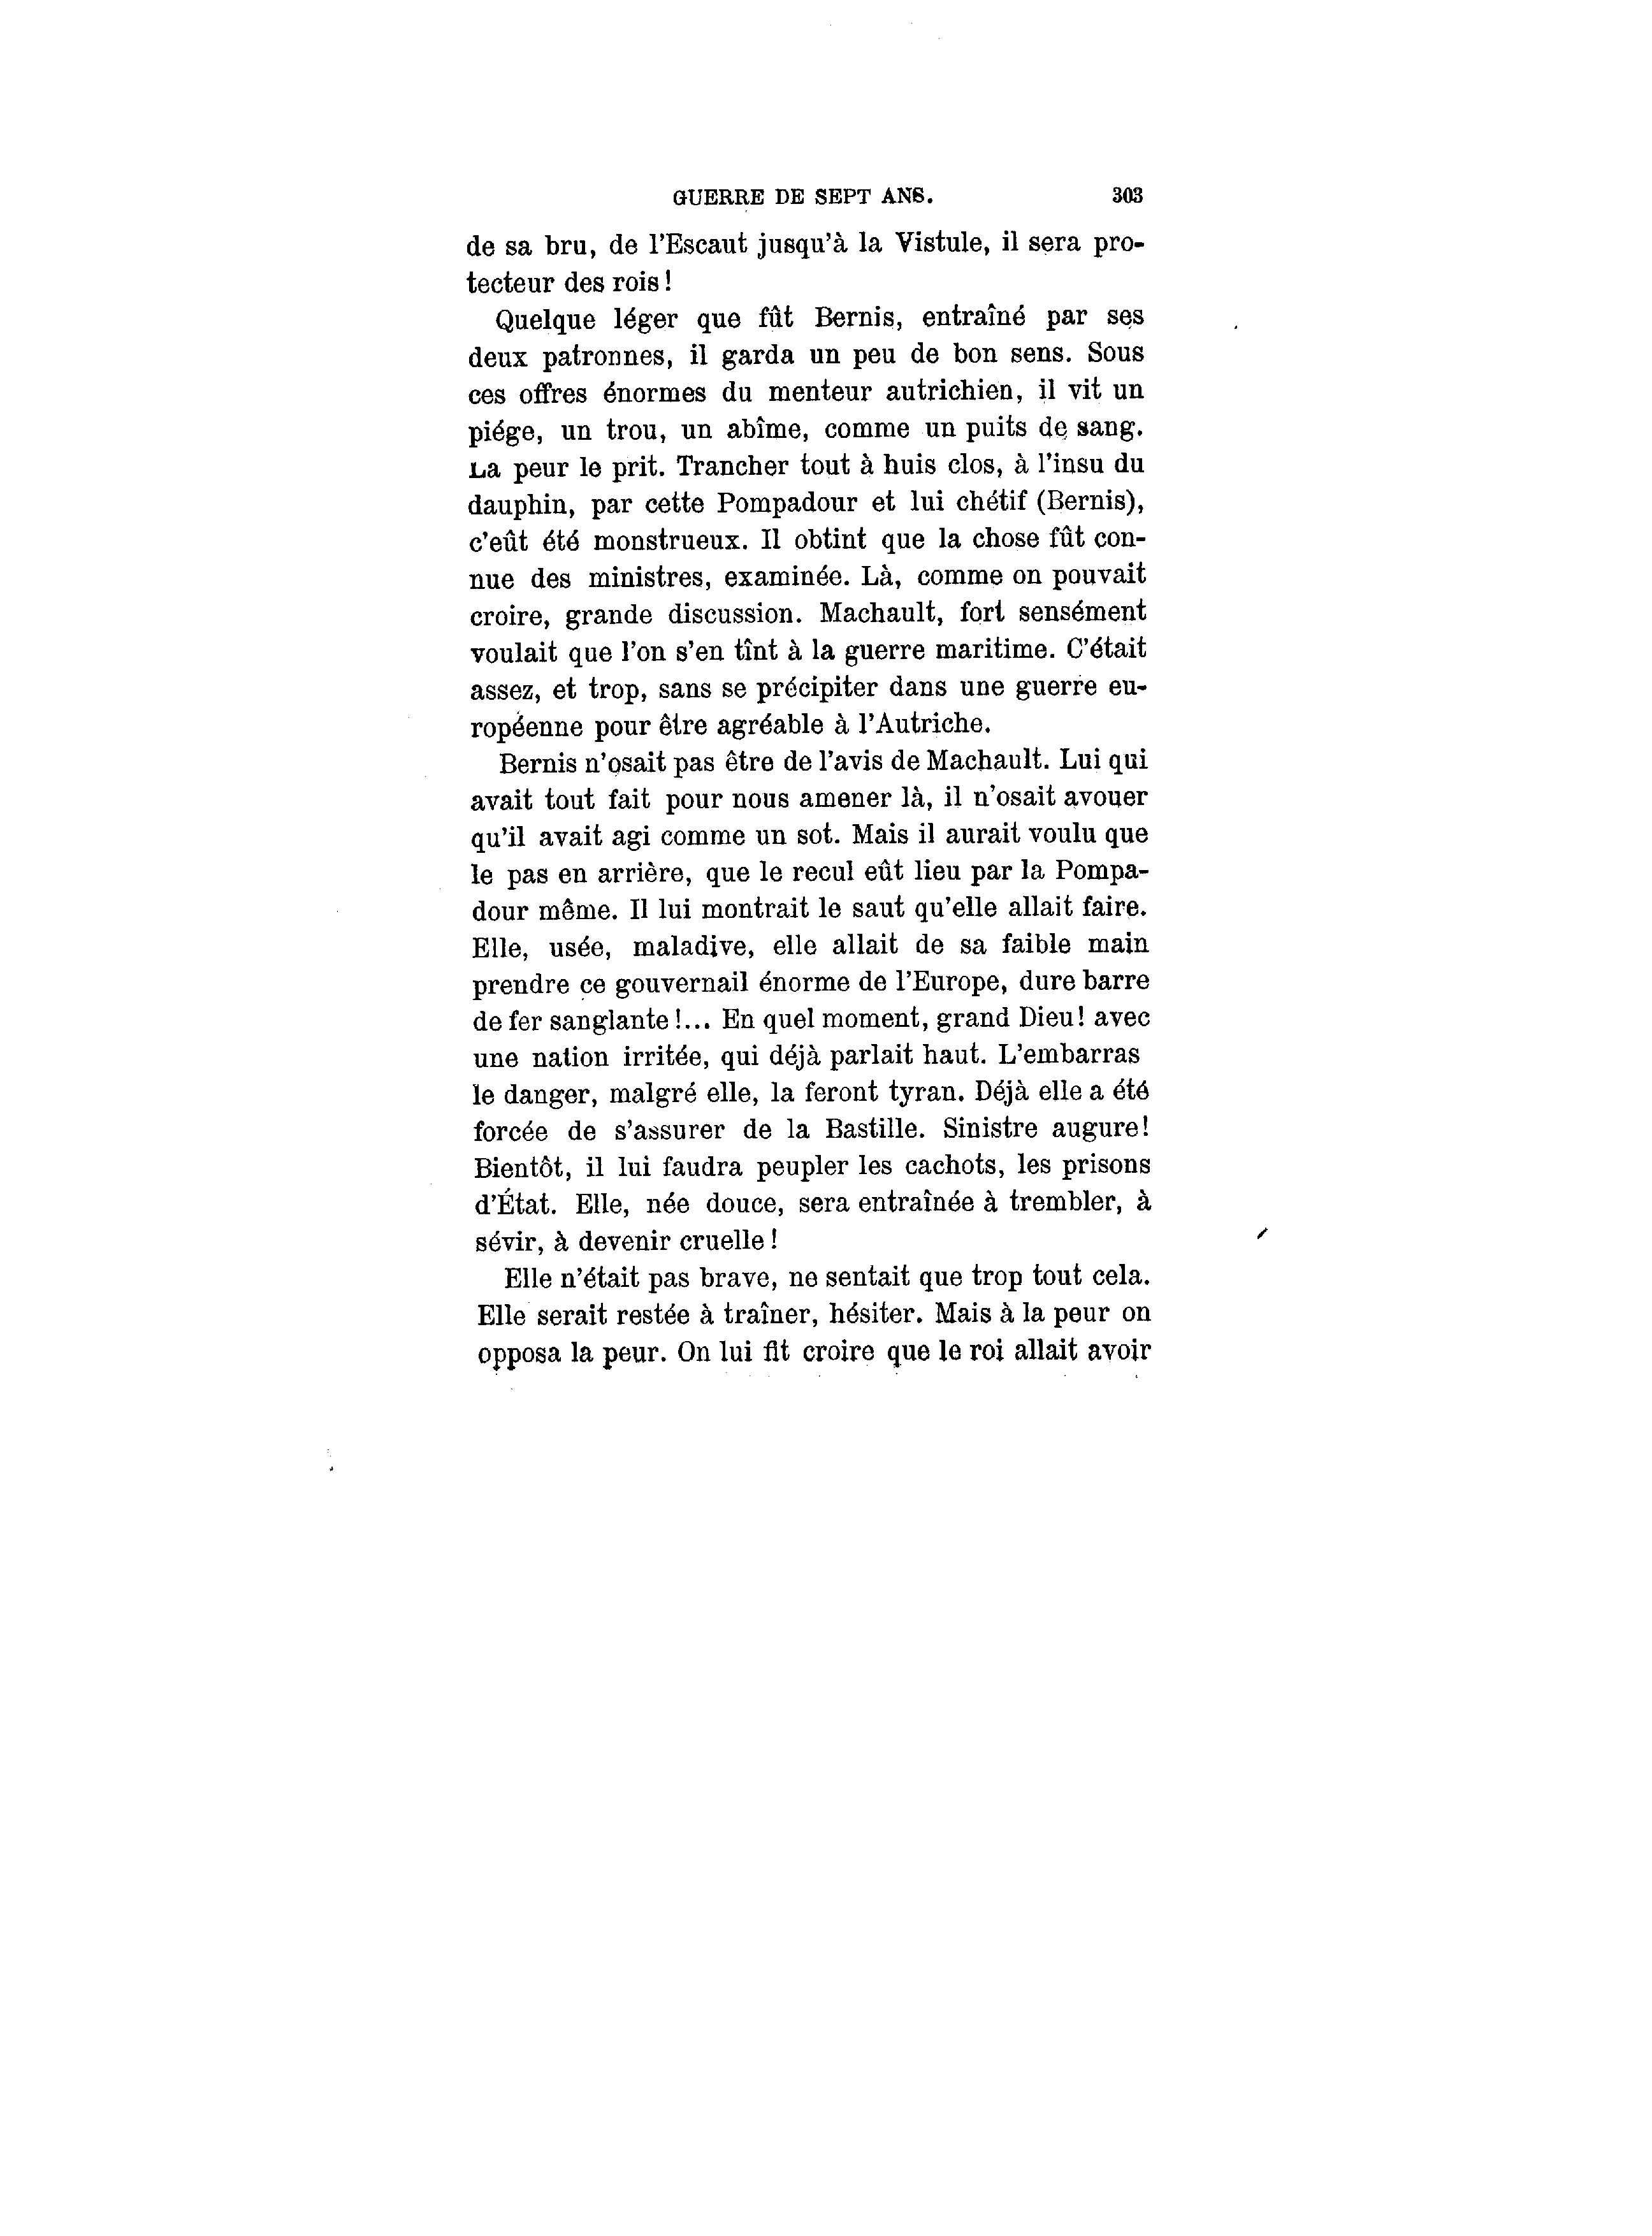 GUERRE DE SEPT ANS. 303
de sa bru, de l'Escaut jusqu'à la Vistule, il sera pro-
tecteur des rois !
Quelque léger que fût Bernis, entraîné par ses
deux patronnes, il garda un peu de bon sens. Sous
ces offres énormes du menteur autrichien, il vit un
piége, un trou, un abîme, comme un puits de sang.
La peur le prit. Trancher tout à huis clos, à l'insu du
dauphin, par cette Pompadour et lui chétif (Bernis),
c'eût été monstrueux. Il obtint que la chose fût con-
nue des ministres, examinée. Là, comme on pouvait
croire, grande discussion. Machault, fort sensément
voulait que l'on s'en tînt à la guerre maritime. C'était
assez, et trop, sans se précipiter dans une guerre eu-
ropéenne pour être agréable à l'Autriche.
Bernis n'osait pas être de l'avis de Machault. Lui qui
avait tout fait pour nous amener là, il n'osait avouer
qu'il avait agi comme un sot. Mais il aurait voulu que
le pas en arrière, que le recul eût lieu par la Pompa-
dour même. Il lui montrait le saut qu'elle allait faire.
Elle, usée, maladive, elle allait de sa faible main
prendre ce gouvernail énorme de l'Europe, dure barre
de fer sanglante !... En quel moment, grand Dieu! avec
une nation irritée, qui déjà parlait haut. L'embarras
le danger, malgré elle, la feront tyran. Déjà elle a été
forcée de s'assurer de la Bastille. Sinistre augure!
Bientôt, il lui faudra peupler les cachots, les prisons
d'État. Elle, née douce, sera entraînée à trembler, à
sévir, à devenir cruelle !
Elle n'était pas brave, ne sentait que trop tout cela.
Elle serait restée à traîner, hésiter. Mais à la peur on
opposa la peur. On lui fit croire que le roi allait avoir